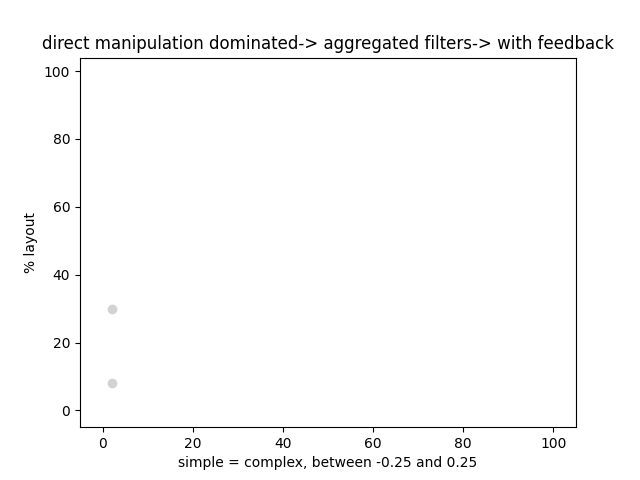 direct manipulation dominated-> aggregated filters-> with feedback
100
80
60
40
20
0
% layout
0 20 40 60 80 100
simple = complex, between -0.25 and 0.25